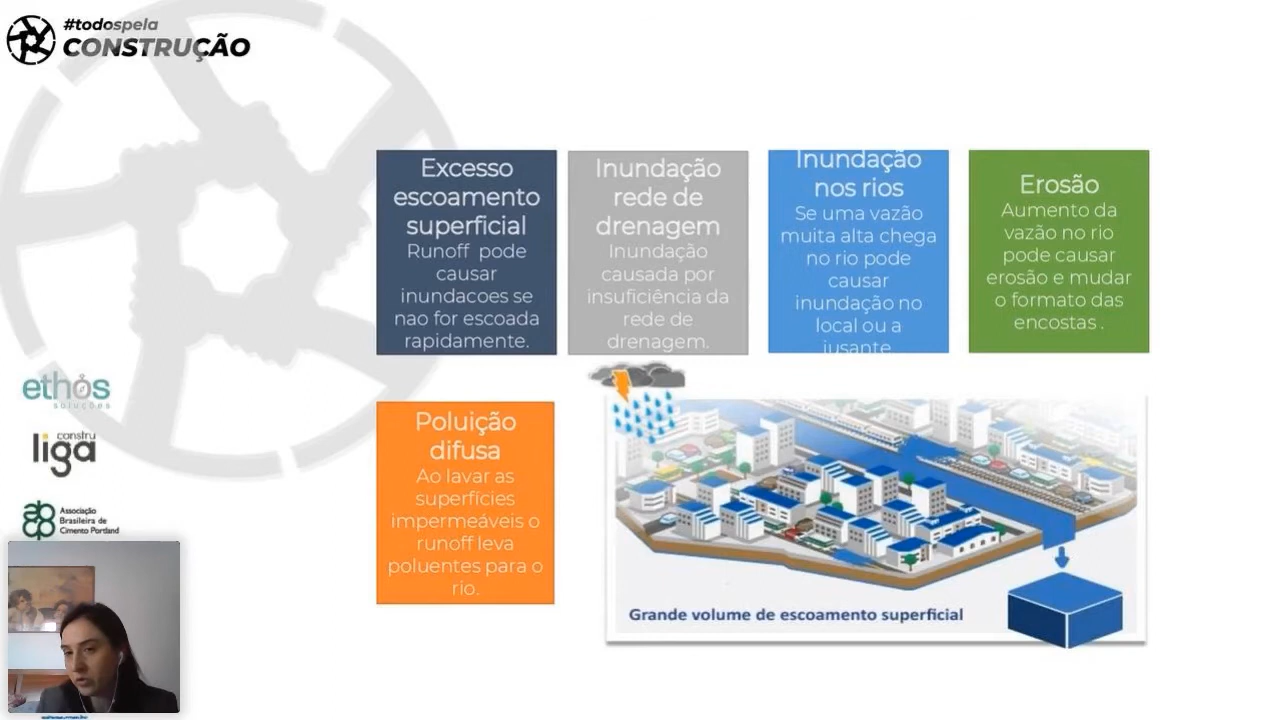 #todospela
CONSTRUÇÃO
Excesso
escoamento
superficial
Runoff pode
causar
inundacoes se
nao for escoada
rapidamente.
Inundação
rede de
drenagem
Inundação
causada por
insuficiência da
rede de
drenagem.
Inundação
nos rios
Se uma vazão
muita alta chega
no rio pode
causar
inundação no
local ou a
jusante
Erosão
Aumento da
vazão no rio
pode causar
erosão e mudar
o formato das
encostas .
ethos
soluções
constru
liga
Associação
Brasileira de
Cimento Portland
Poluição
difusa
Ao lavar as
superfícies
impermeáveis o
runoff leva
poluentes para o
rio.
Grande volume de escoamento superficial